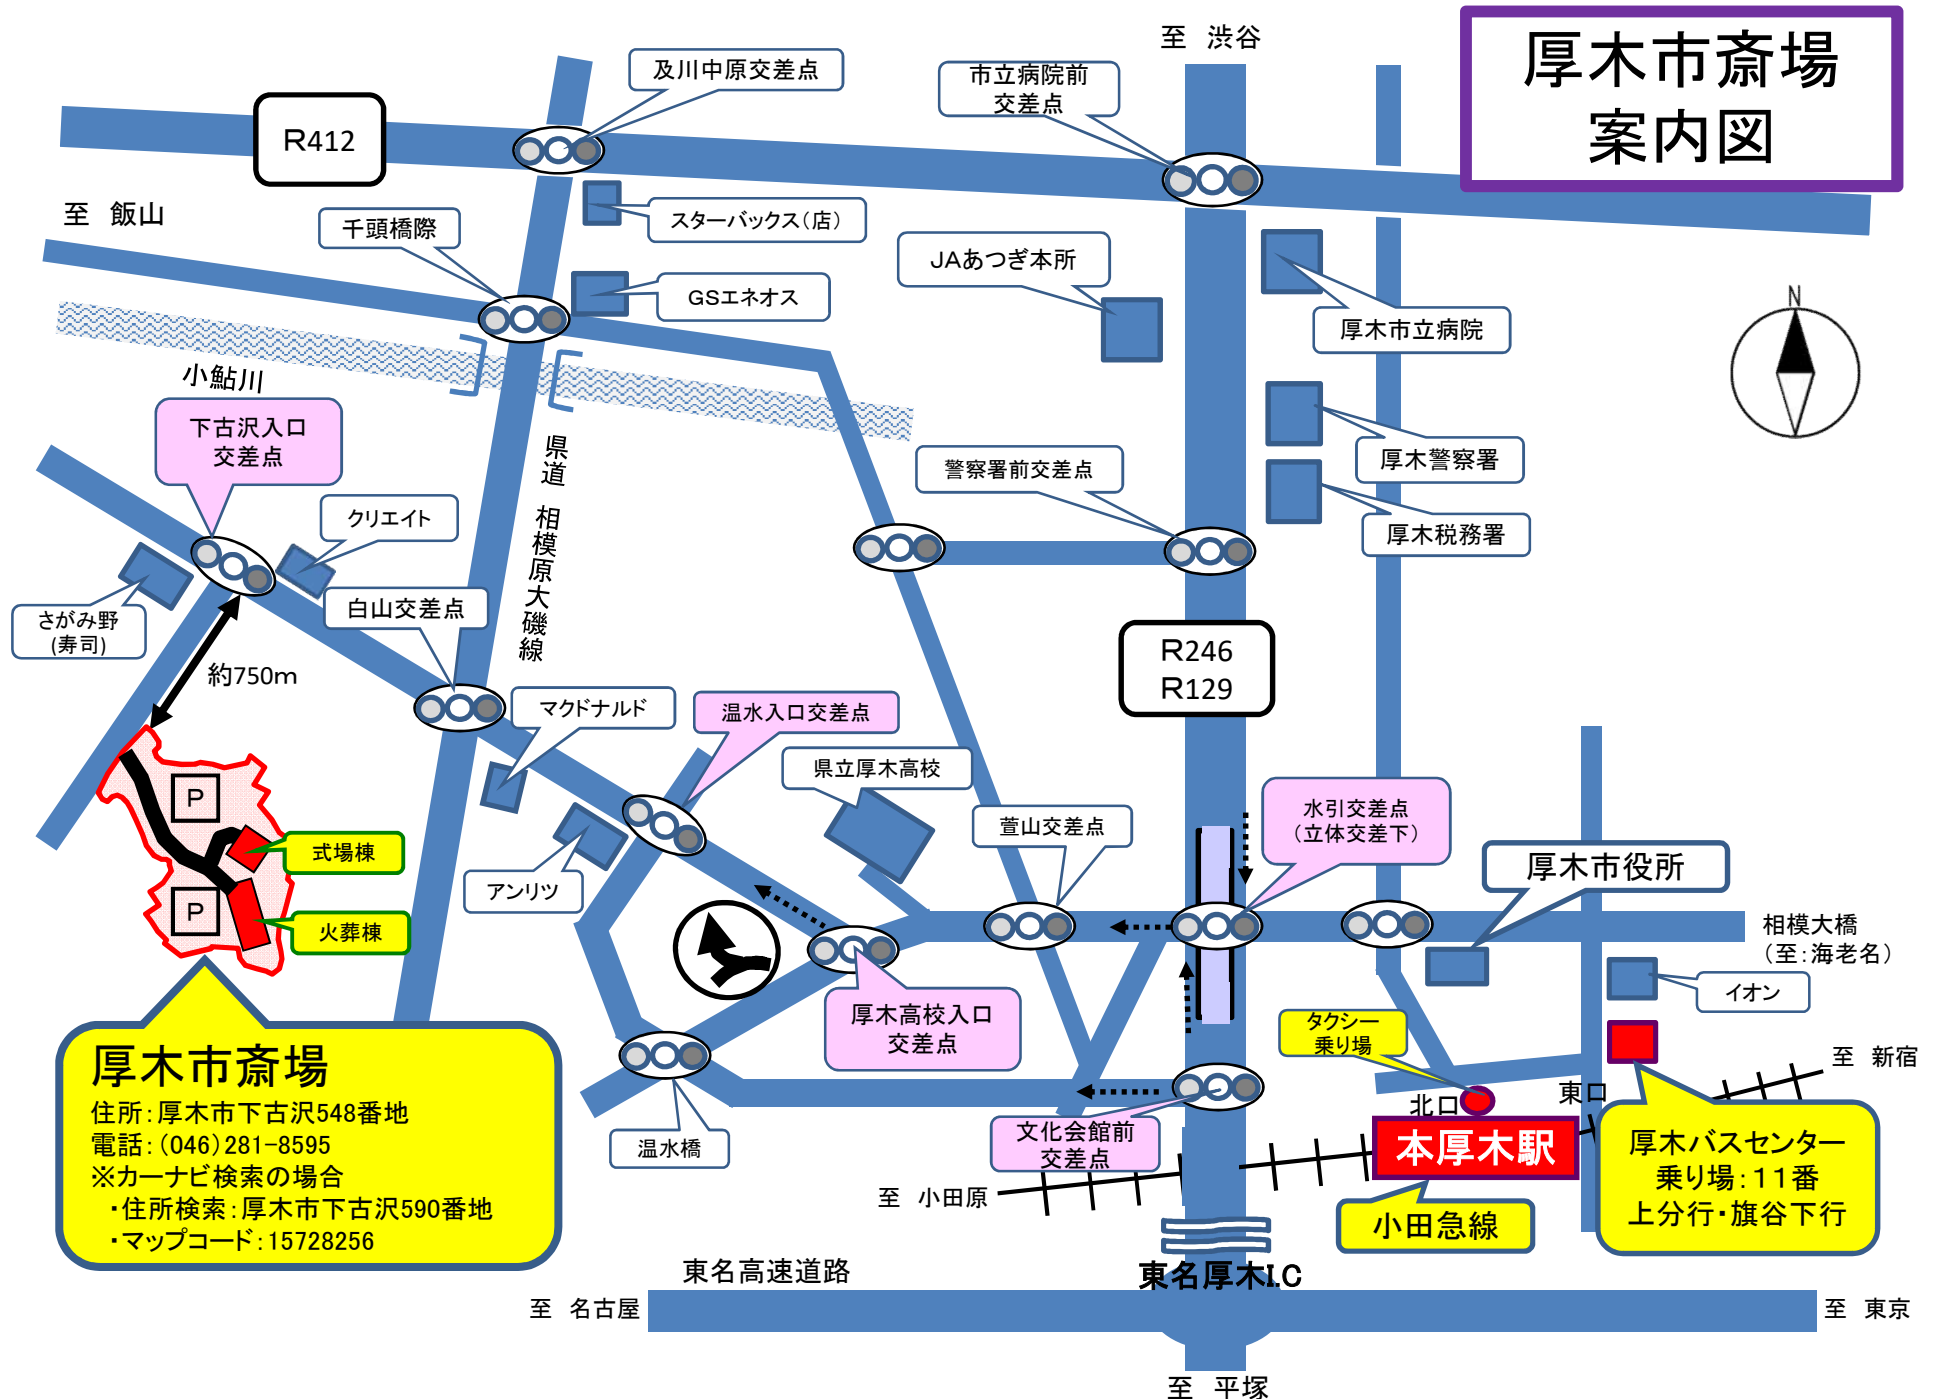 至 渋谷
厚木市斎場
案内図
及川中原交差点
市立病院前
交差点
R412
至 飯山
千頭橋際
スターバックス（店）
JAあつぎ本所
GSエネオス
N
厚木市立病院
小鮎川
下古沢入口
交差点
県道 相模原大磯線
警察署前交差点
厚木警察署
クリエイト
厚木税務署
さがみ野
(寿司)
白山交差点
約750m
R246
R129
マクドナルド
温水入口交差点
県立厚木高校
P
萱山交差点
水引交差点
（立体交差下）
式場棟
厚木市役所
アンリツ
P
火葬棟
相模大橋
（至：海老名）
イオン
厚木高校入口
交差点
タクシー
乗り場
厚木市斎場
住所：厚木市下古沢548番地
電話：（046）281-8595
※カーナビ検索の場合
・住所検索：厚木市下古沢590番地
・マップコード：15728256
至 新宿
東口
北口
温水橋
文化会館前
交差点
本厚木駅
厚木バスセンター
乗り場：１１番
上分行・旗谷下行
至 小田原
小田急線
東名高速道路
東名厚木I.C
至 名古屋
至 東京
至 平塚